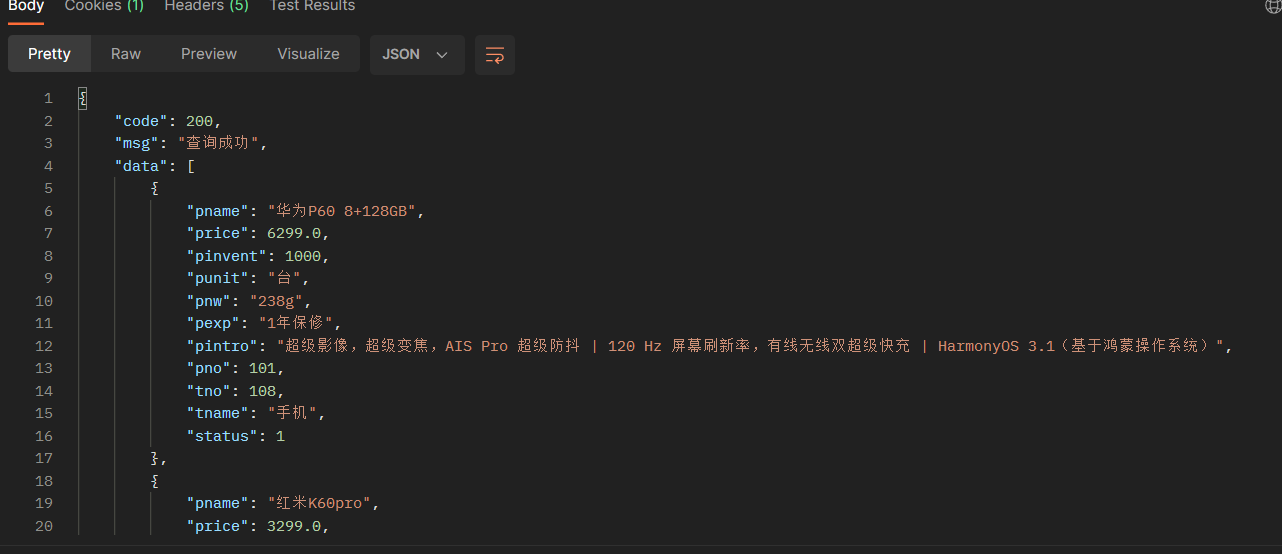 Body Cookies (1) Headers (5) Test Results
Pretty Raw Preview Visualize JSON
1 {
2 "code": 200,
3 "msg": "查询成功",
4 "data": [
5 {
6 "pname": "华为P60 8+128GB",
7 "price": 6299.0,
8 "pinvent": 1000,
9 "punit": "台",
10 "pnw": "238g",
11 "pexp": "1年保修",
12 "pintro": "超级影像，超级变焦，AIS Pro 超级防抖 | 120 Hz 屏幕刷新率，有线无线双超级快充 | HarmonyOS 3.1（基于鸿蒙操作系统）",
13 "pno": 101,
14 "tno": 108,
15 "tname": "手机",
16 "status": 1
17 },
18 {
19 "pname": "红米K60pro",
20 "price": 3299.0,